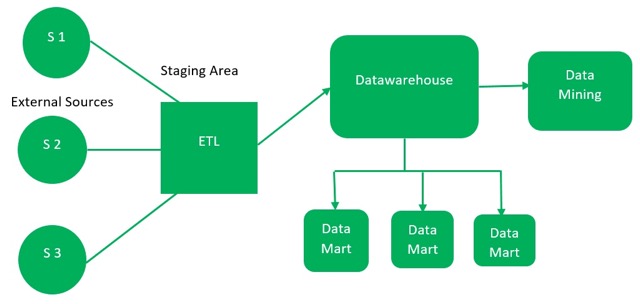 S 1
Staging Area
External Sources
S 2
ETL
S 3
Datawarehouse
Data
Mining
Data
Mart
Data
Mart
Data
Mart